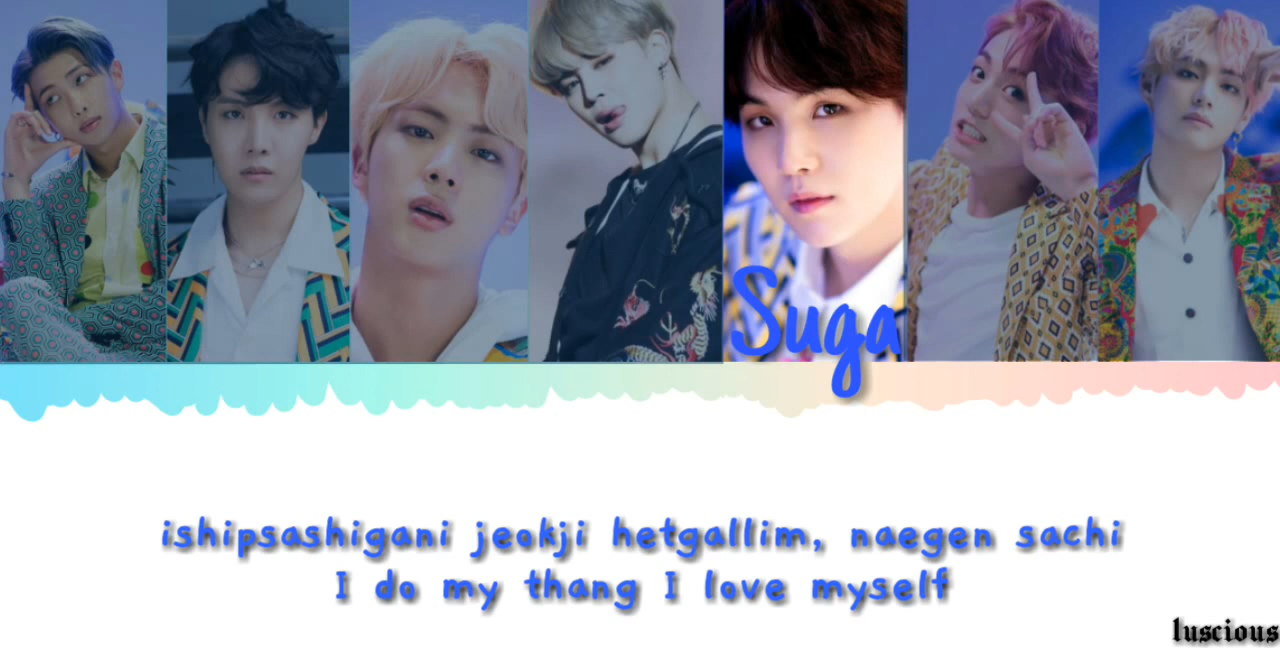 Suga
ishipsashigani jeokji hetgallim, naegen sachi
I do my thang I love myself
luscious